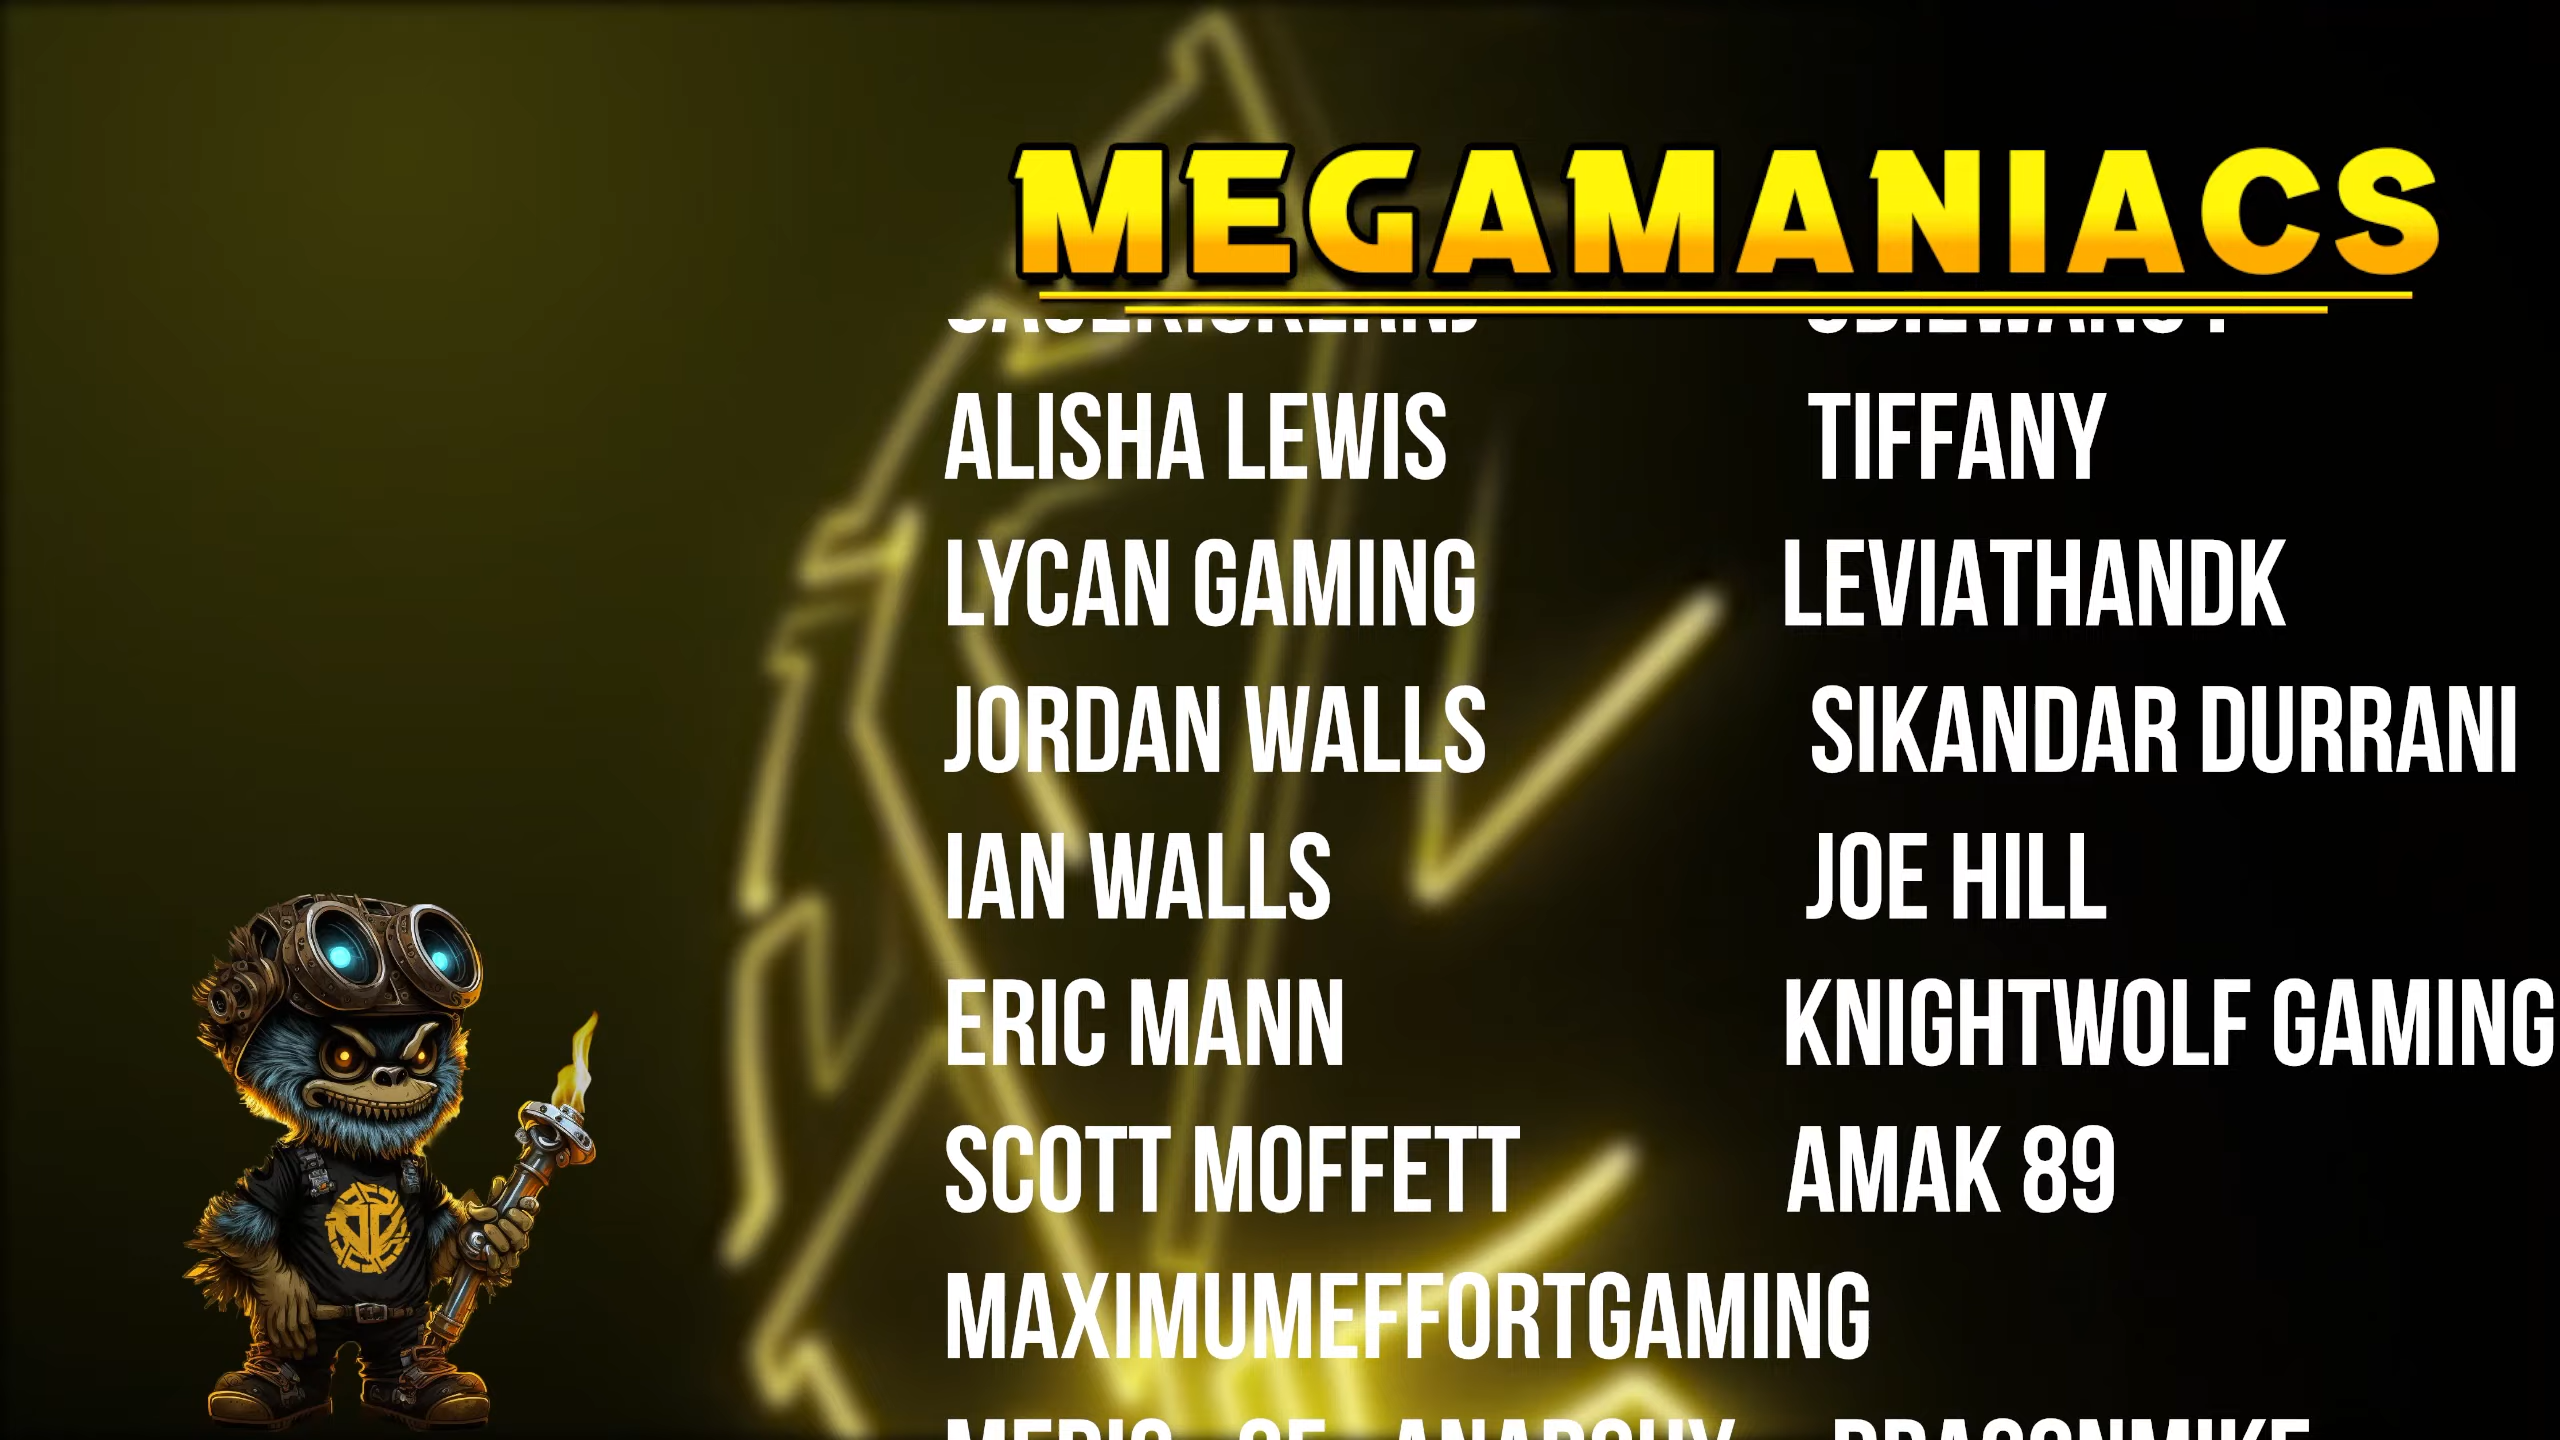 MEGAMANIACS
ALISHA LEWIS TIFFANY
LYCAN GAMING LEVIATHANDK
JORDAN WALLS SIKANDAR DURRANI
IAN WALLS JOE HILL
ERIC MANN KNIGHTWOLF GAMING
SCOTT MOFFETT AMAK 89
MAXIMUMEFFORTGAMING
DRAGONMIKE